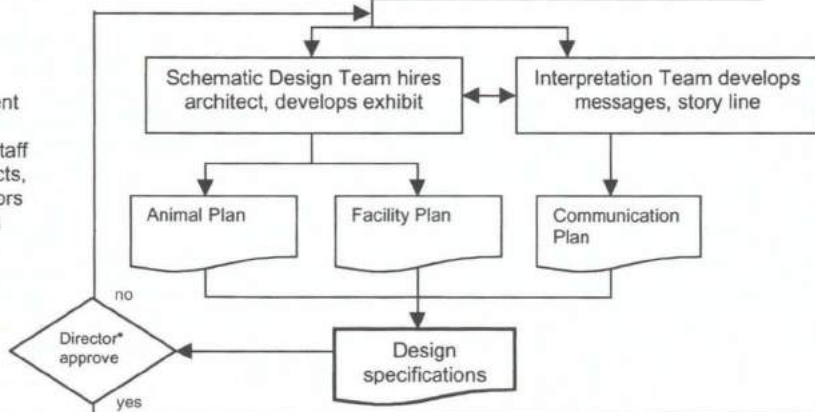 ent
taff
cts,
ors
Schematic Design Team hires
architect, develops exhibit
Interpretation Team develops
messages, story line
Animal Plan
Facility Plan
Communication
Plan
no
Director*
approve
Design
specifications
yes